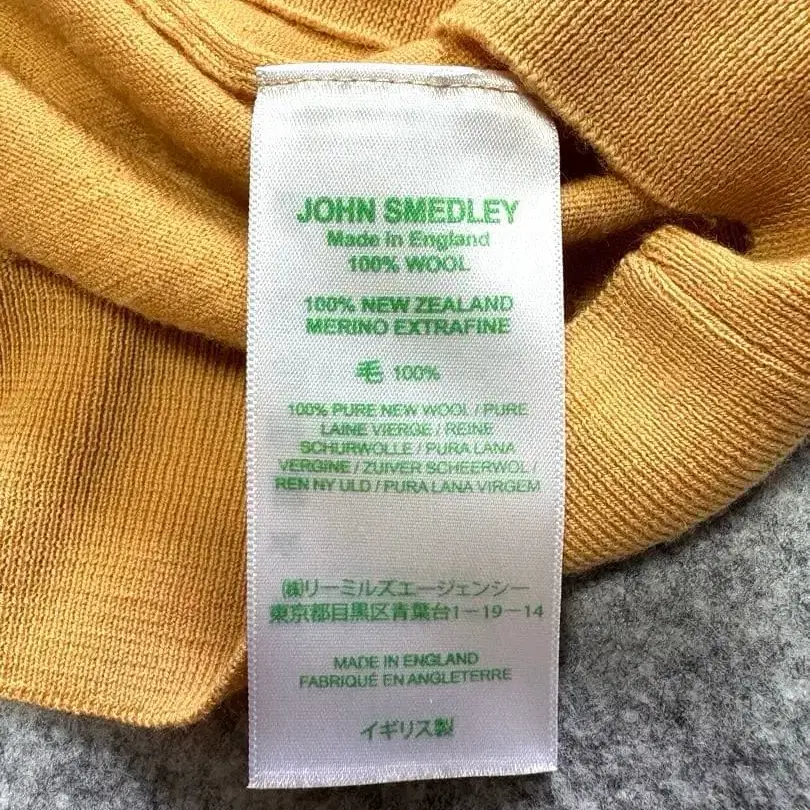 JOHN SMEDLEY
Made in England
100% WOOL
100% NEW ZEALAND
MERINO EXTRAFINE
毛 100%
100% PURE NEW WOOL / PURE
LAINE VIERGE / REINE
SCHURWOLLE / PURA LANA
VERGINE / ZUIVER SCHEERWOL /
REN NY ULD / PURA LANA VIRGEM
㈱リーミルズエージェンシー
東京都目黒区青葉台1-19-14
MADE IN ENGLAND
FABRIQUÉ EN ANGLETERRE
イギリス製